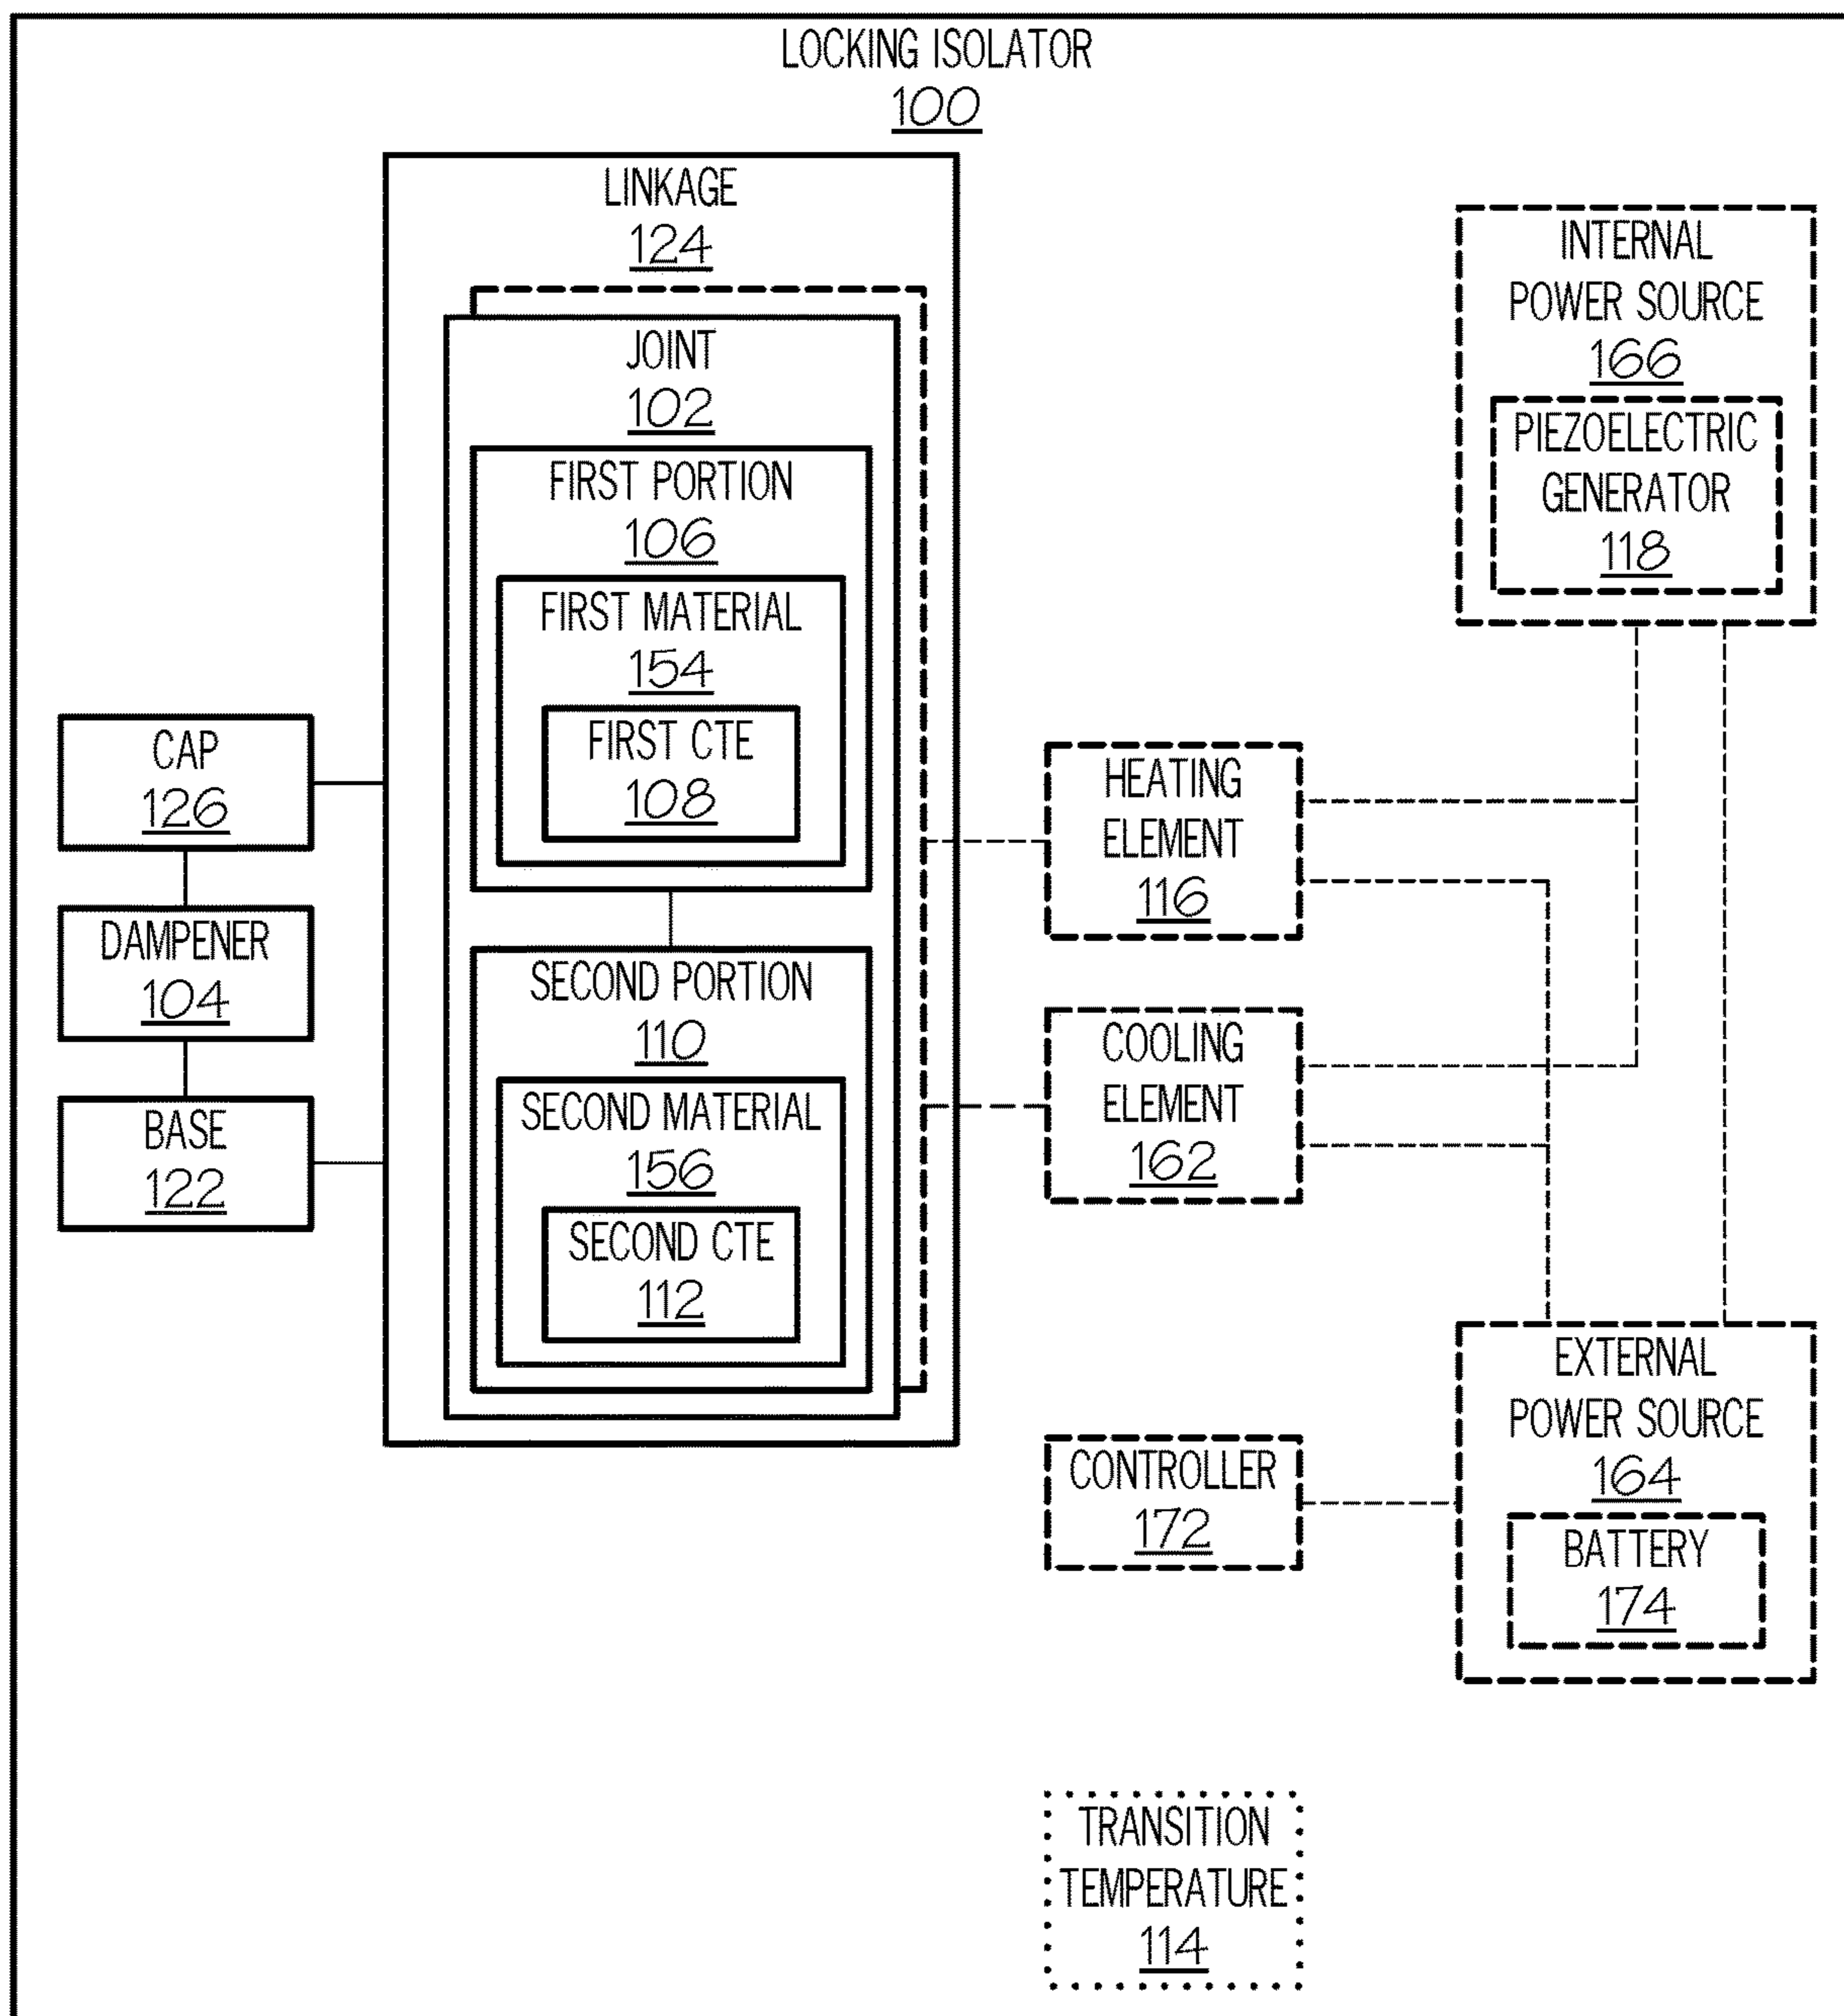 LOCKING ISOLATOR
100
LINKAGE
124
JOINT
102
FIRST PORTION
106
FIRST MATERIAL
154
FIRST CTE
108
SECOND PORTION
110
SECOND MATERIAL
156
SECOND CTE
112
CAP
126
DAMPENER
104
BASE
122
HEATING
ELEMENT
116
COOLING
ELEMENT
162
INTERNAL
POWER SOURCE
166
PIEZOELECTRIC
GENERATOR
118
EXTERNAL
POWER SOURCE
164
BATTERY
174
CONTROLLER
172
TRANSITION
TEMPERATURE
114